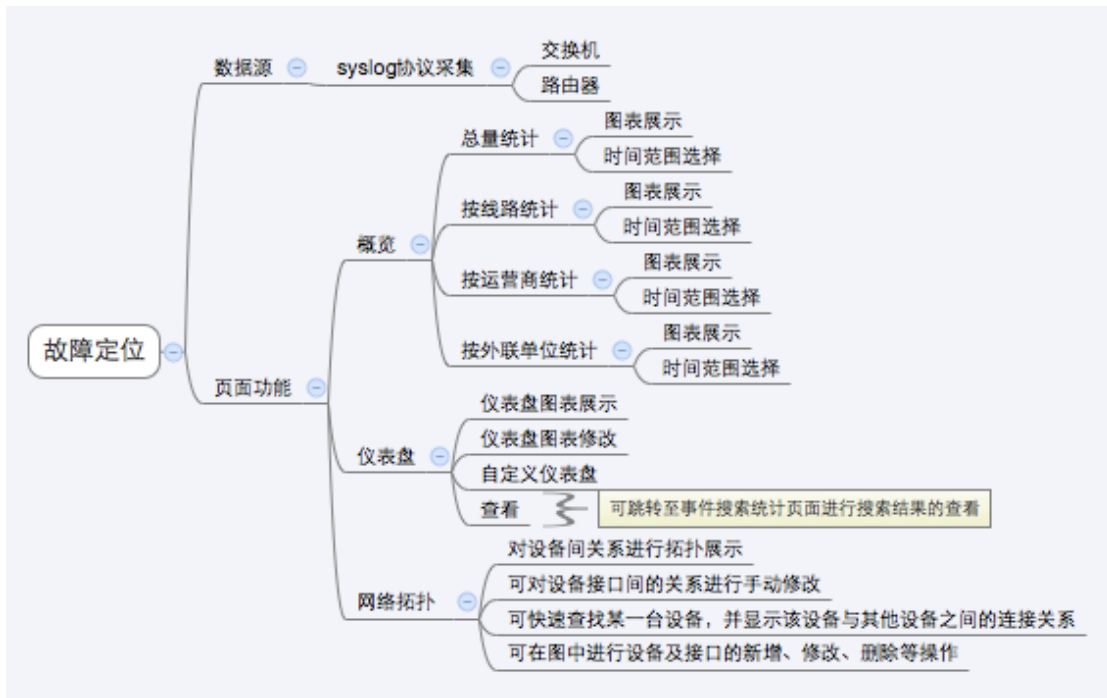 故障定位
数据源
syslog协议采集
交换机
路由器
页面功能
概览
总量统计
图表展示
时间范围选择
按线路统计
图表展示
时间范围选择
按运营商统计
图表展示
时间范围选择
按外联单位统计
图表展示
时间范围选择
仪表盘
仪表盘图表展示
仪表盘图表修改
自定义仪表盘
查看
可跳转至事件搜索统计页面进行搜索结果的查看
网络拓扑
对设备间关系进行拓扑展示
可对设备接口间的关系进行手动修改
可快速查找某一台设备，并显示该设备与其他设备之间的连接关系
可在图中进行设备及接口的新增、修改、删除等操作